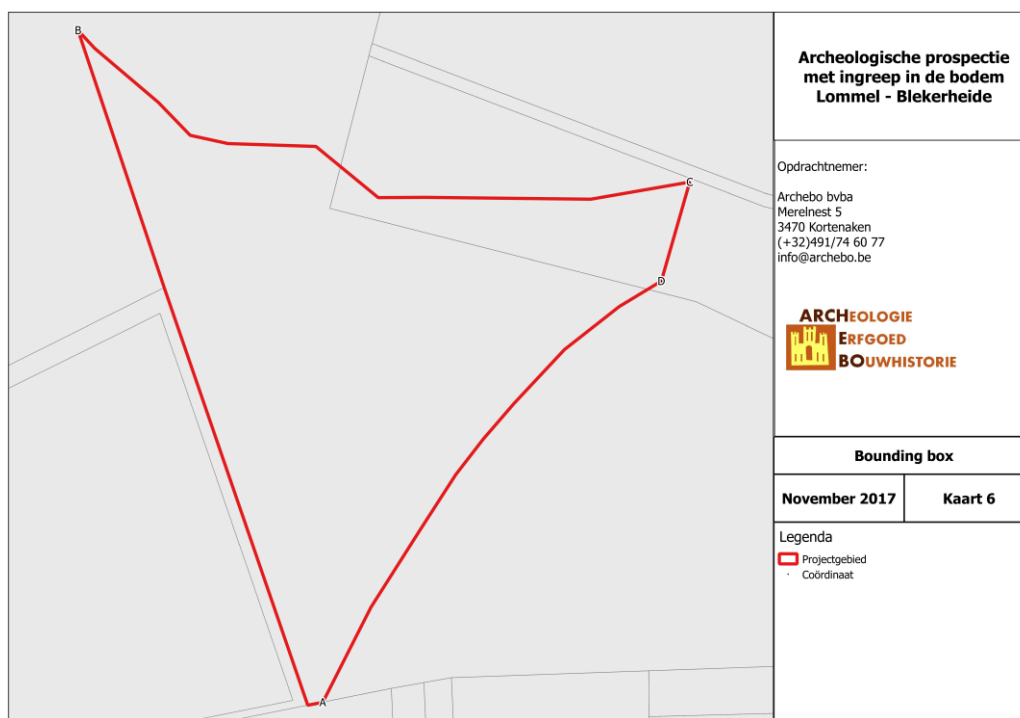 B
C
D
A
Archeologische prospectie
met ingreep in de bodem
Lommel - Blekerheide
Opdrachtnemer:
Archebo bvba
Merelnest 5
3470 Kortenaken
(+32)491/74 60 77
info@archebo.be
ARCHEOLOGIE
ERFGOED
BOUWHISTORIE
Bounding box
November 2017
Kaart 6
Legenda
Projectgebied
Coördinaat